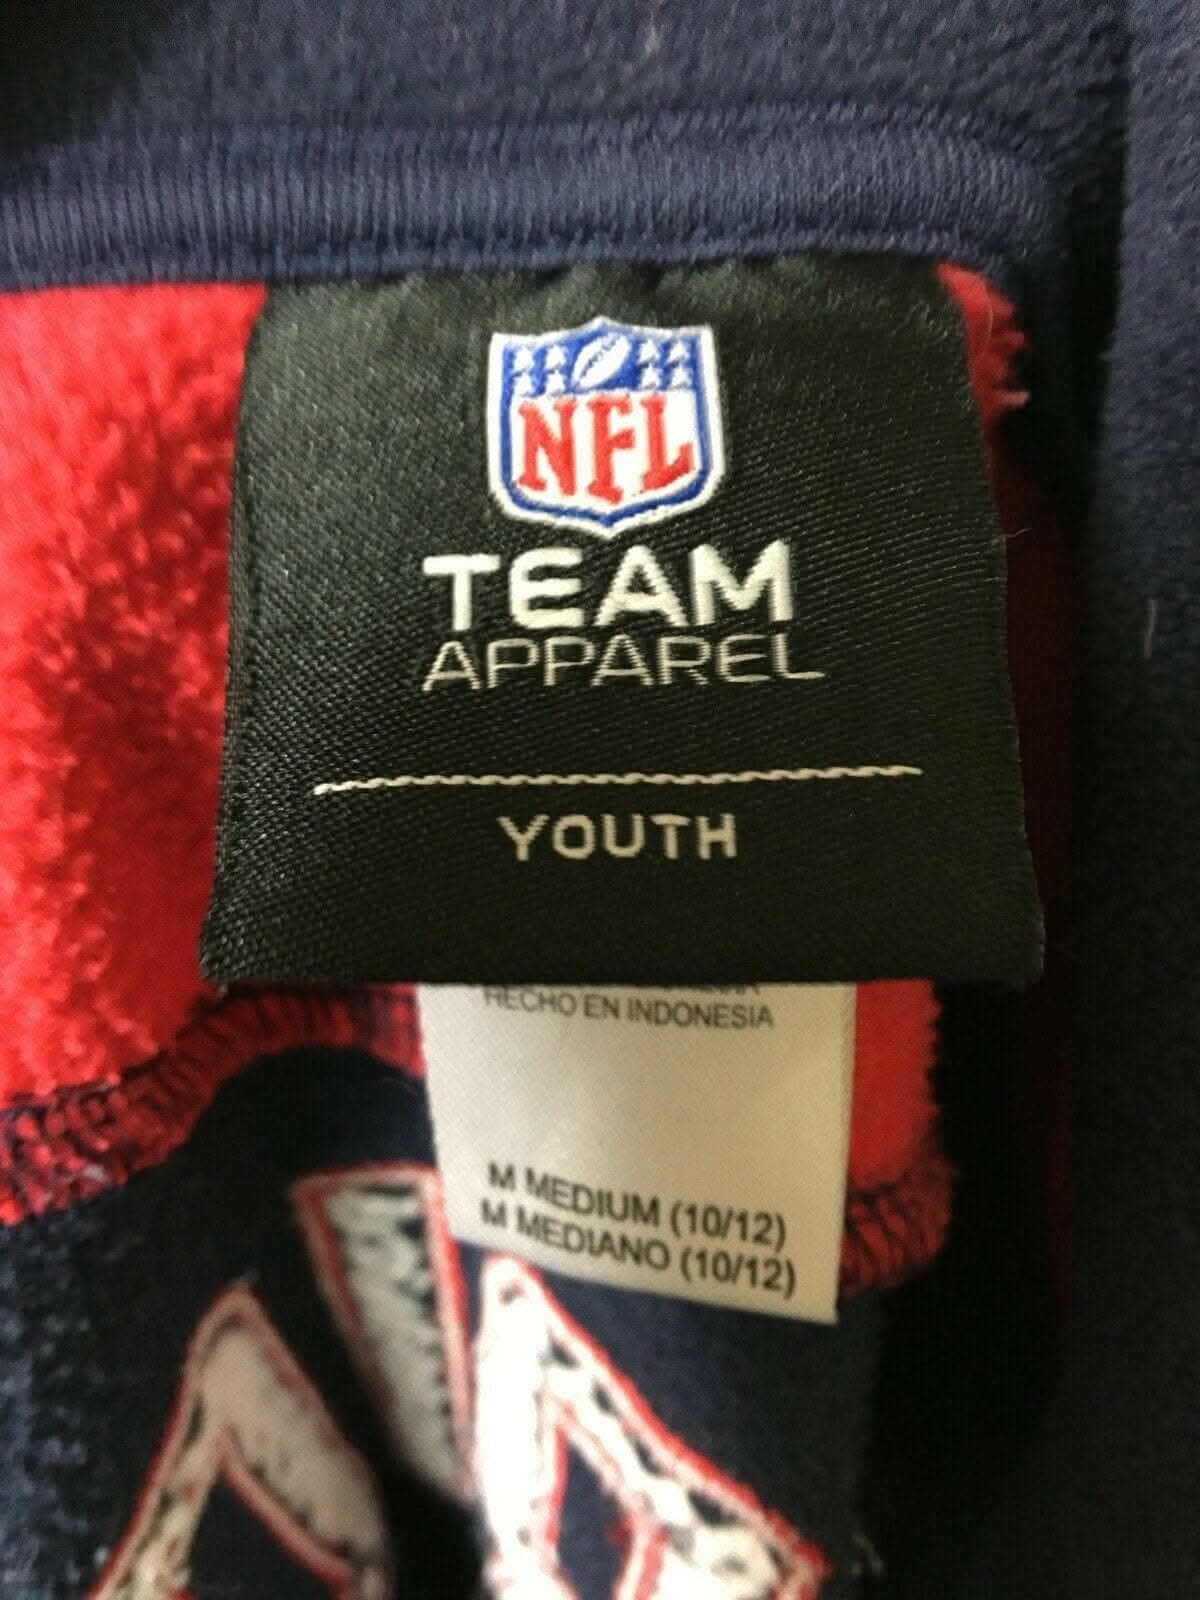 NFL
TEAM
APPAREL
YOUTH
HECHO EN INDONESIA
M MEDIUM (10/12)
M MEDIANO (10/12)